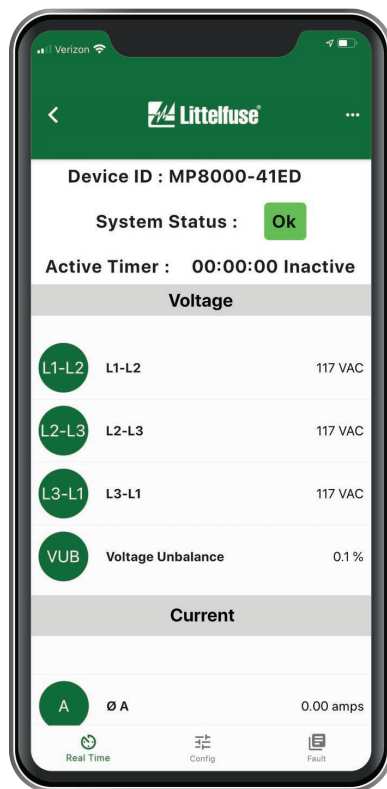 Verizon
Littelfuse®
Device ID : MP8000-41ED
System Status : Ok
Active Timer : 00:00:00 Inactive
Voltage
L1-L2 L1-L2 117 VAC
L2-L3 L2-L3 117 VAC
L3-L1 L3-L1 117 VAC
VUB Voltage Unbalance 0.1 %
Current
A Ø A 0.00 amps
Real Time Config Fault